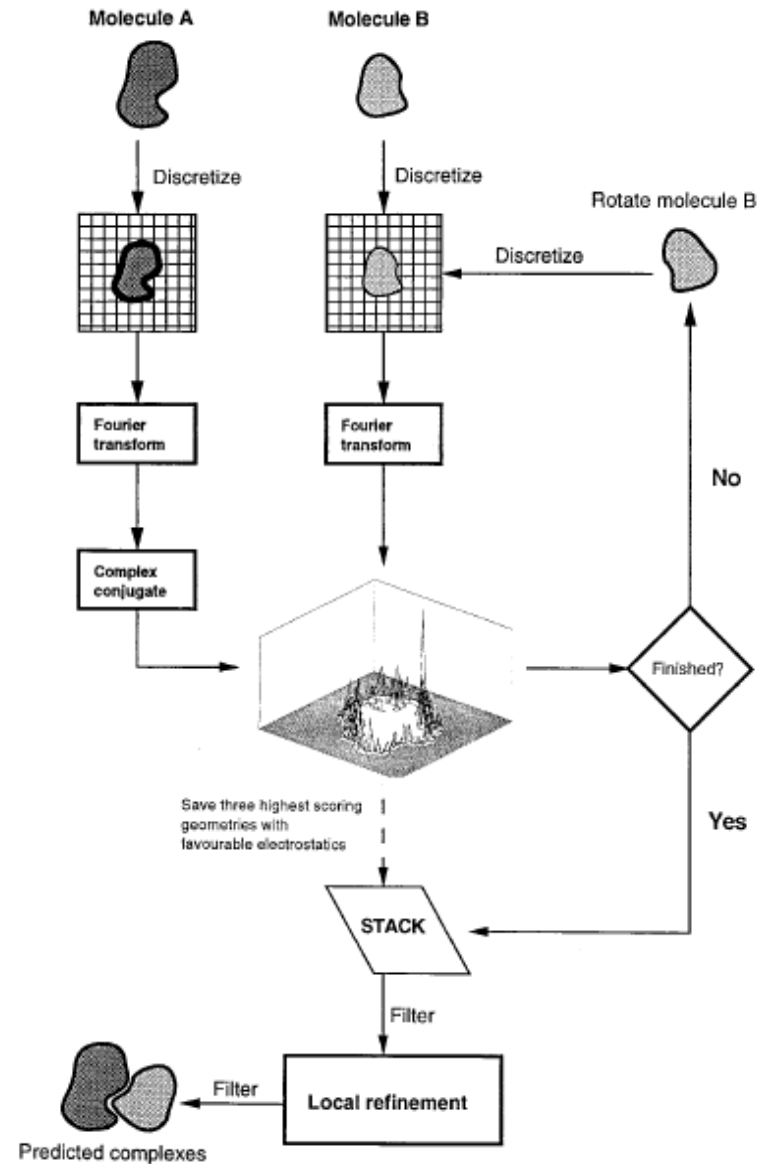 Molecule A
Molecule B
Discretize
Discretize
Rotate molecule B
Discretize
Fourier
transform
Fourier
transform
No
Complex
conjugate
Finished?
Save three highest scoring
geometries with
favourable electrostatics
Yes
STACK
Filter
Filter
Local refinement
Predicted complexes